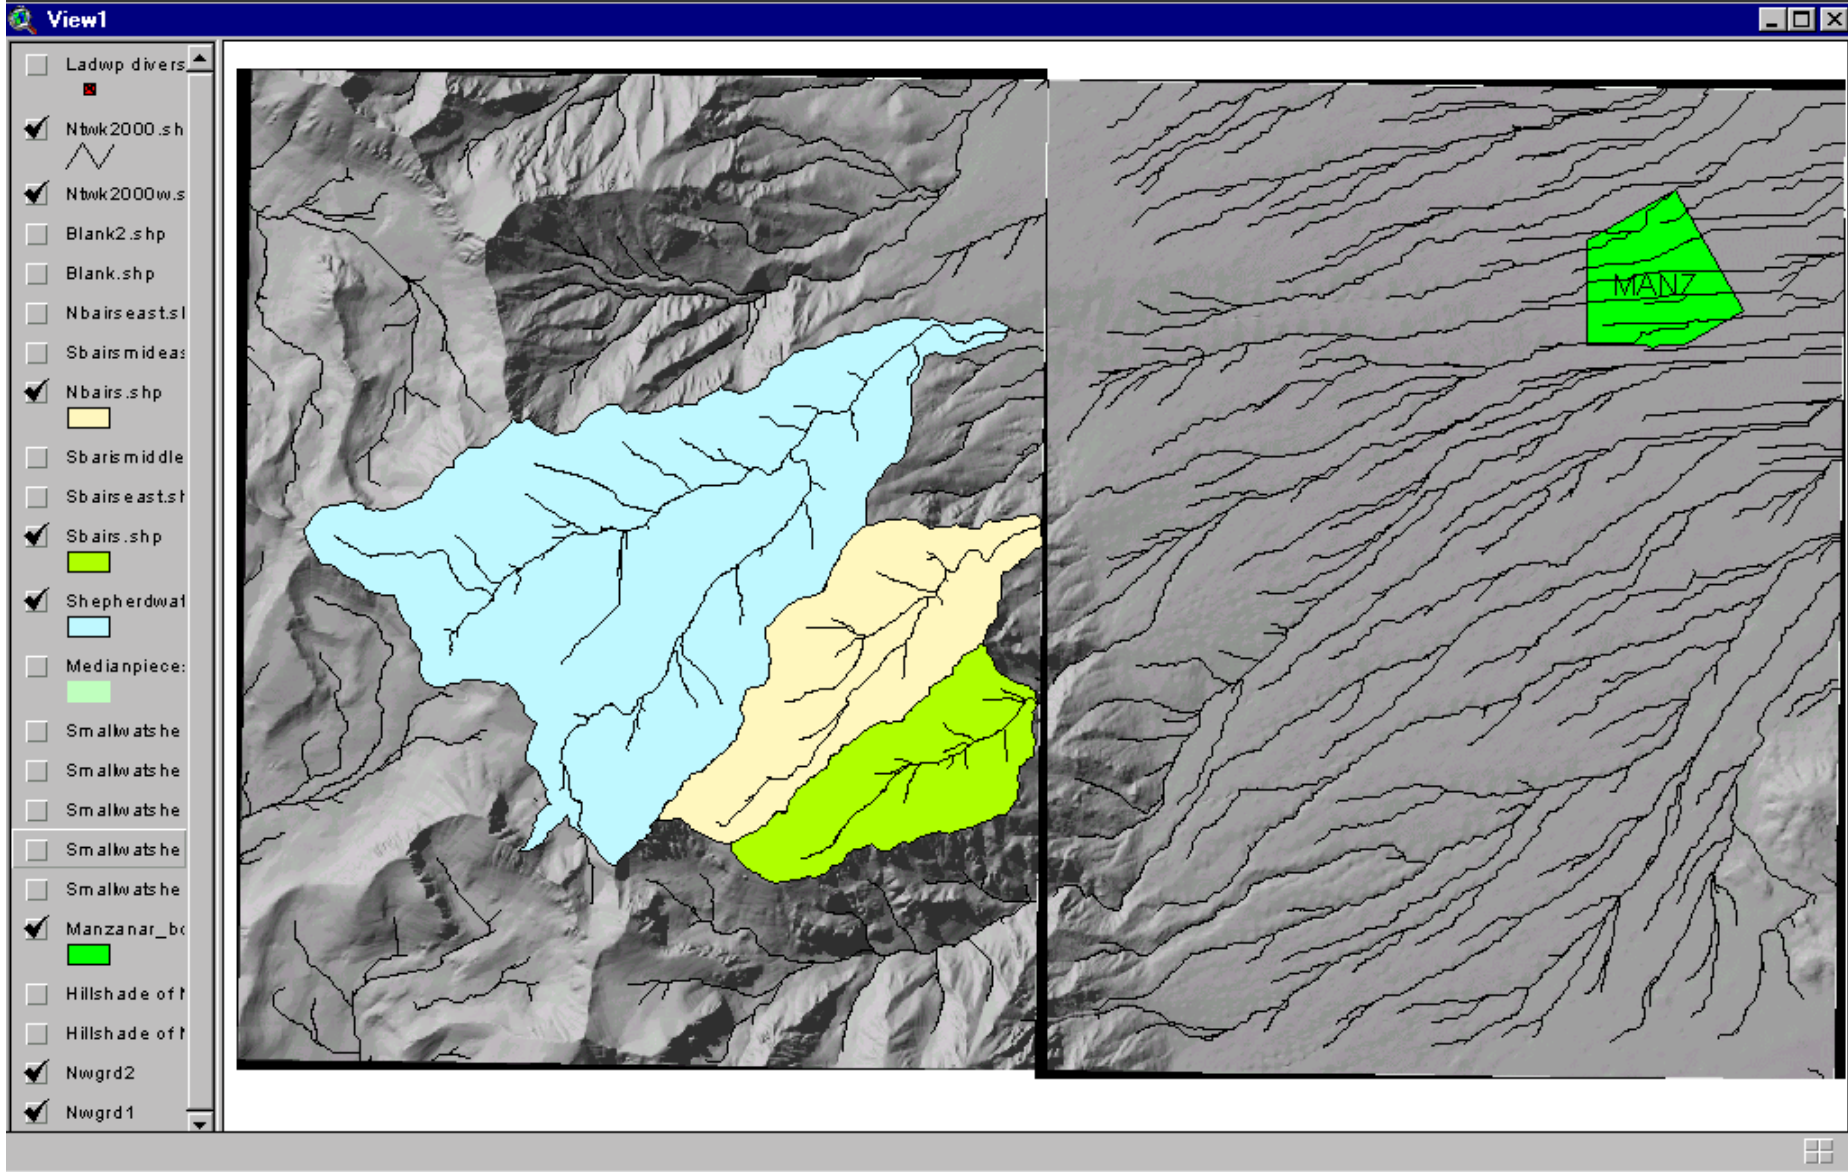 View1
Ladwp divers
Ntwk2000.sh
Ntwk2000w.s
Blank2.shp
Blank.shp
Nbairseast.sl
Sbairsmideas
Nbairs.shp
Sbarismiddle
Sbairseast.sh
Sbairs.shp
Shepherdwat
Medianpiece:
Smallwatshe
Smallwatshe
Smallwatshe
Smallwatshe
Smallwatshe
Manzanar_bo
Hillshade of N
Hillshade of N
Nwgrd2
Nwgrd1
MANZ